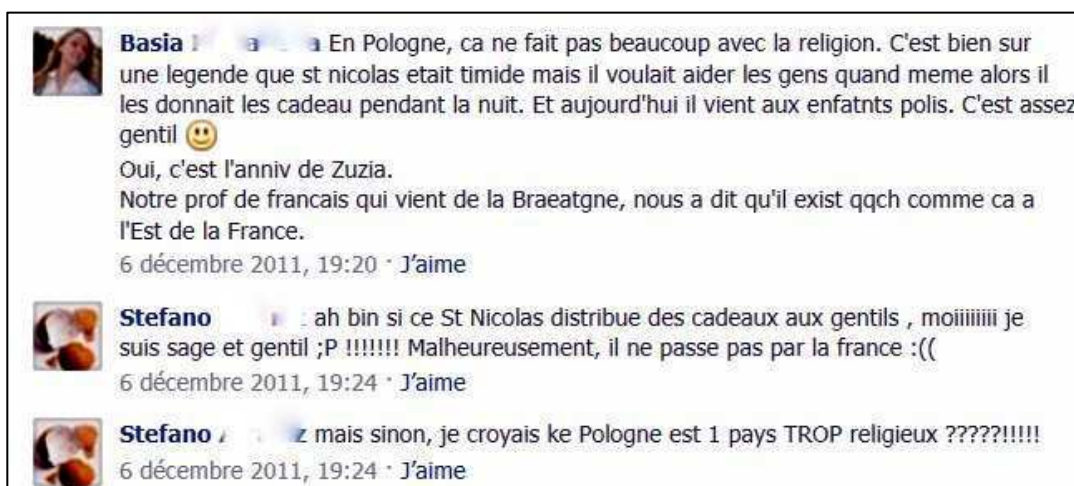 Basia En Pologne, ca ne fait pas beaucoup avec la religion. C'est bien sur
une legende que st nicolas etait timide mais il voulait aider les gens quand meme alors il
les donnait les cadeau pendant la nuit. Et aujourd'hui il vient aux enfatnts polis. C'est assez
gentil
Oui, c'est l'anniv de Zuzia.
Notre prof de francais qui vient de la Braeatgne, nous a dit qu'il exist qqch comme ca a
l'Est de la France.
6 décembre 2011, 19:20 · J'aime
Stefano ah bin si ce St Nicolas distribue des cadeaux aux gentils , moiiiiiiii je
suis sage et gentil ;P !!!!!!! Malheureusement, il ne passe pas par la france :((
6 décembre 2011, 19:24 · J'aime
Stefano mais sinon, je croyais ke Pologne est 1 pays TROP religieux ?????!!!!!
6 décembre 2011, 19:24 · J'aime